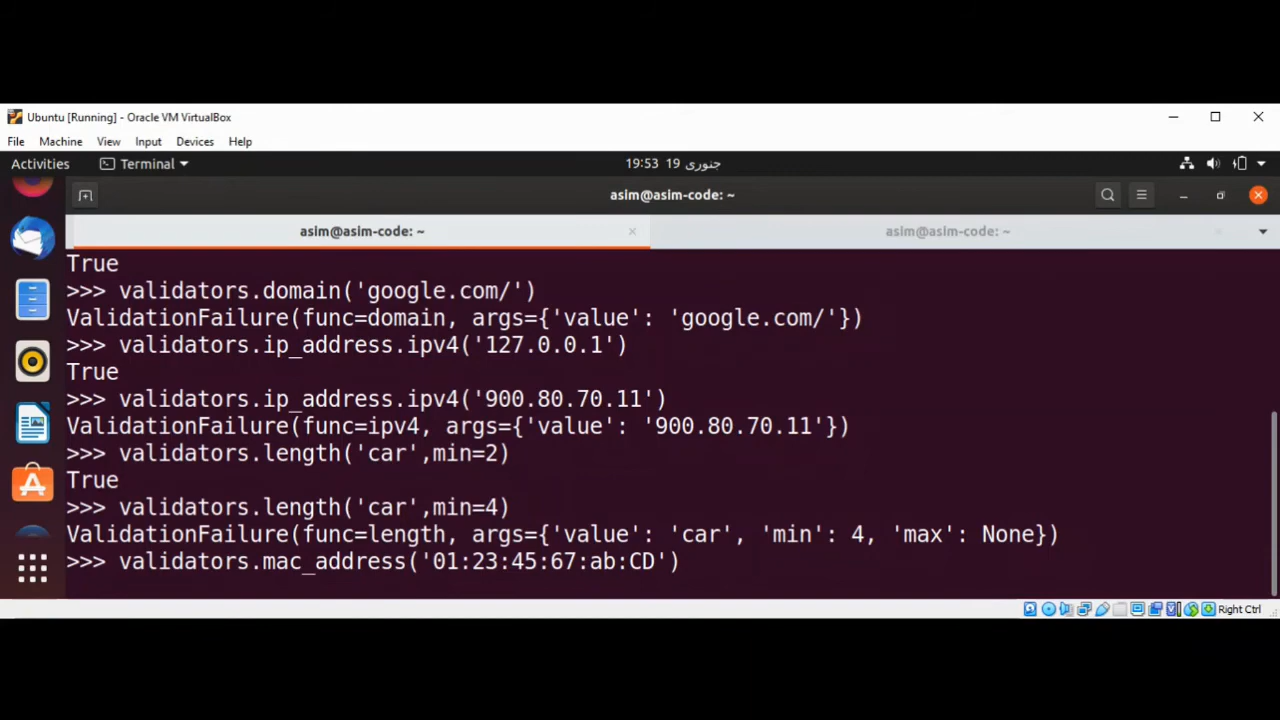 Ubuntu [Running] - Oracle VM VirtualBox
File Machine View Input Devices Help
Activities Terminal 19:53 19 جنوری
asim@asim-code: ~
asim@asim-code: ~ × asim@asim-code: ~ ×
True
>>> validators.domain('google.com/')
ValidationFailure(func=domain, args={'value': 'google.com/'})
>>> validators.ip_address.ipv4('127.0.0.1')
True
>>> validators.ip_address.ipv4('900.80.70.11')
ValidationFailure(func=ipv4, args={'value': '900.80.70.11'})
>>> validators.length('car',min=2)
True
>>> validators.length('car',min=4)
ValidationFailure(func=length, args={'value': 'car', 'min': 4, 'max': None})
>>> validators.mac_address('01:23:45:67:ab:CD')
Right Ctrl